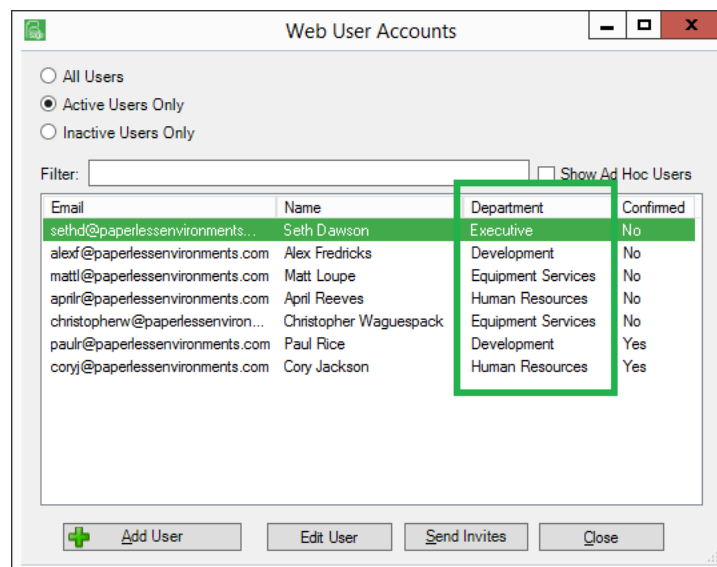 Web User Accounts
All Users
Active Users Only
Inactive Users Only
Filter: Show Ad Hoc Users
Email Name Department Confirmed
sethd@paperlessenvironments... Seth Dawson Executive No
alexf@paperlessenvironments.com Alex Fredricks Development No
mattl@paperlessenvironments.com Matt Loupe Equipment Services No
aprilr@paperlessenvironments.com April Reeves Human Resources No
christopherw@paperlessenviron... Christopher Waguespack Equipment Services No
paulr@paperlessenvironments.com Paul Rice Development Yes
coryj@paperlessenvironments.com Cory Jackson Human Resources Yes
Add User Edit User Send Invites Close